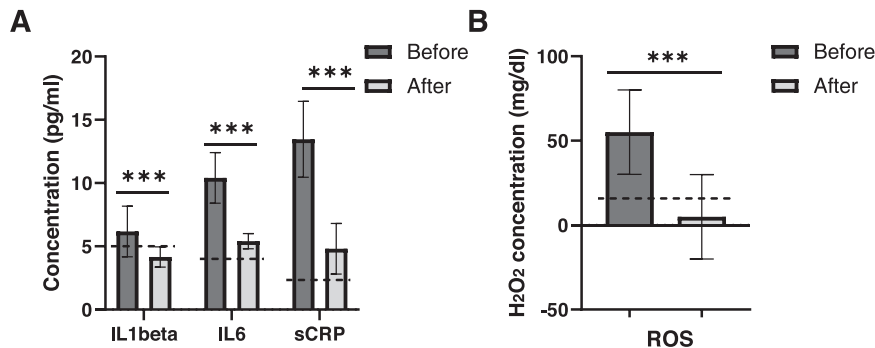 A
B
Concentration (pg/ml)
20
15
10
5
0
***
***
***
Before
After
IL1beta
IL6
sCRP
H2O2 concentration (mg/dl)
100
50
0
-50
***
Before
After
ROS